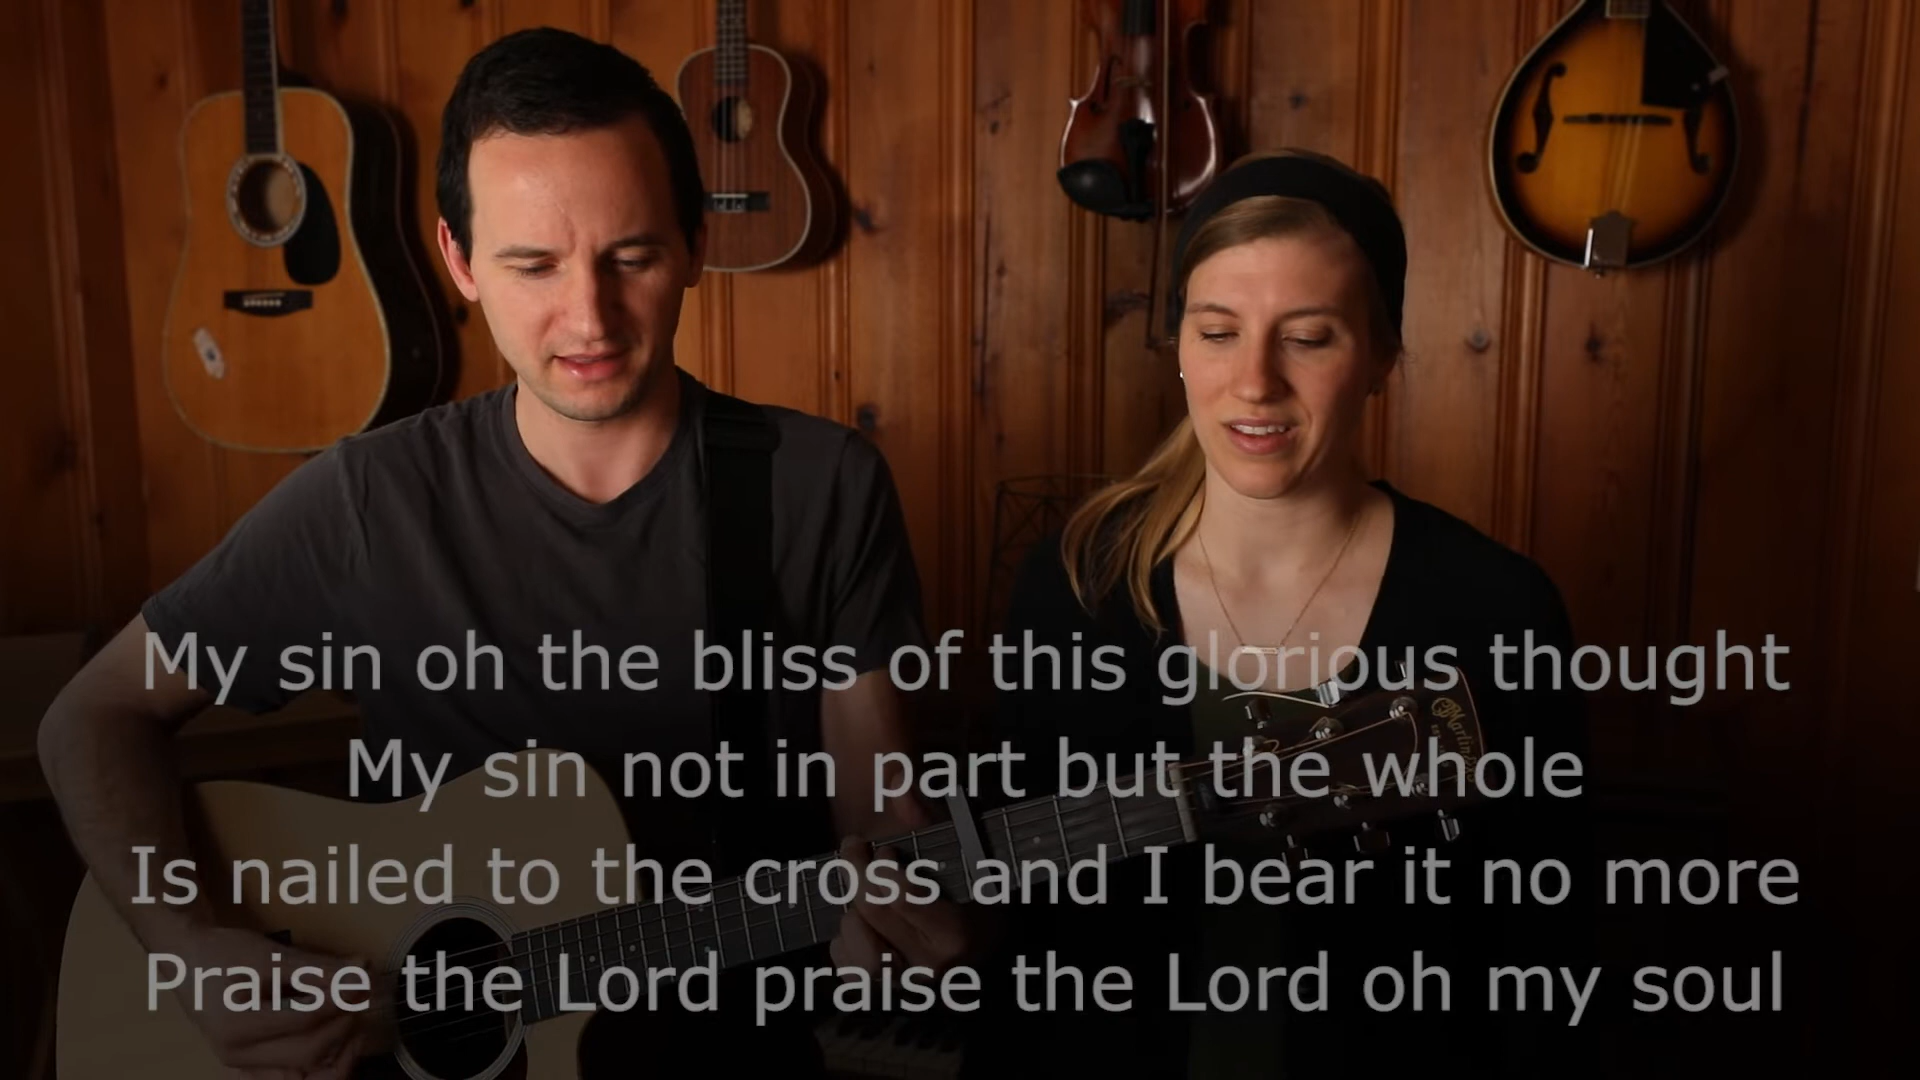 My sin oh the bliss of this glorious thought
My sin not in part but the whole
Is nailed to the cross and I bear it no more
Praise the Lord praise the Lord oh my soul
Martin